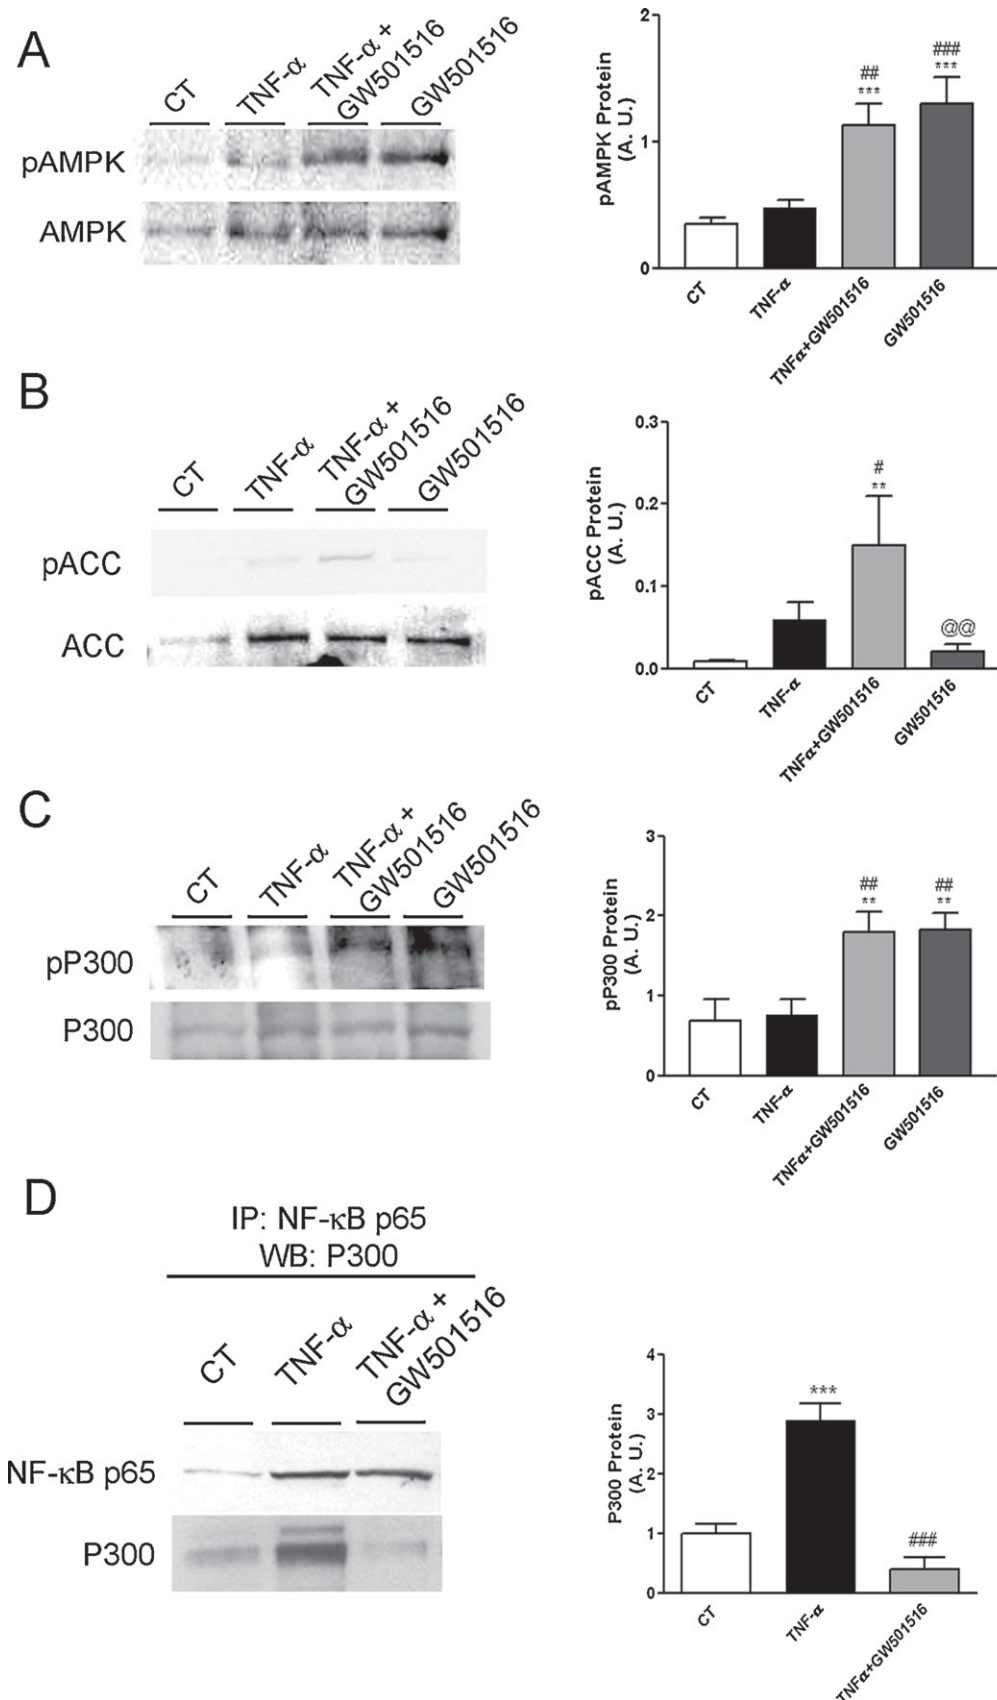 A
CT
TNF-α
TNF-α +
GW501516
GW501516
pAMPK
AMPK
pAMPK Protein
(A. U.)
2
1
0
##
***
###
***
CT
TNF-α
TNFα+GW501516
GW501516
B
CT
TNF-α
TNF-α +
GW501516
GW501516
pACC
ACC
pACC Protein
(A. U.)
0.3
0.2
0.1
0.0
#
**
@@
CT
TNF-α
TNFα+GW501516
GW501516
C
CT
TNF-α
TNF-α +
GW501516
GW501516
pP300
P300
pP300 Protein
(A. U.)
3
2
1
0
##
**
##
**
CT
TNF-α
TNFα+GW501516
GW501516
D
IP: NF-κB p65
WB: P300
CT
TNF-α
TNF-α +
GW501516
NF-κB p65
P300
P300 Protein
(A. U.)
4
3
2
1
0
***
###
CT
TNF-α
TNFα+GW501516